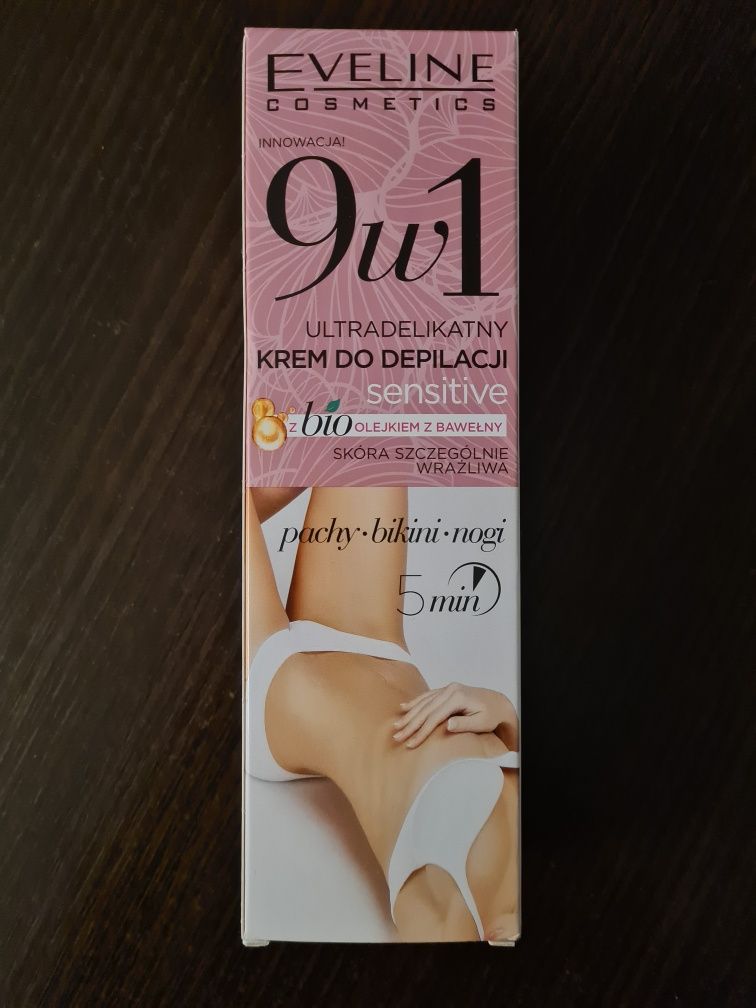 EVELINE
COSMETICS
INNOWACJA!
9w1
ULTRADELIKATNY
KREM DO DEPILACJI
sensitive
z bio OLEJKIEM Z BAWEŁNY
SKÓRA SZCZEGÓLNIE
WRAŻLIWA
pachy • bikini • nogi
5 min